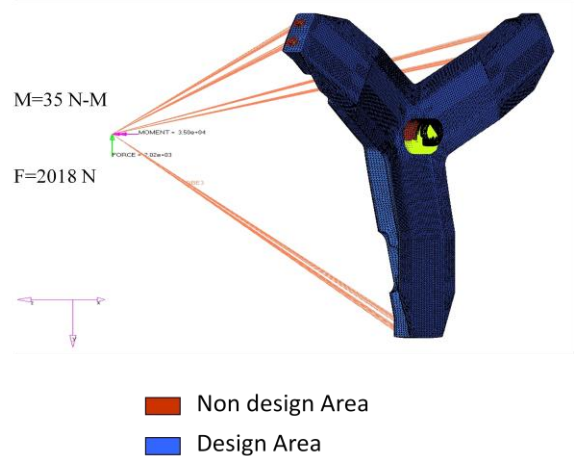 M=35 N-M
MOMENT = 3.50e+04
FORCE = 2.02e+03
F=2018 N
Non design Area
Design Area